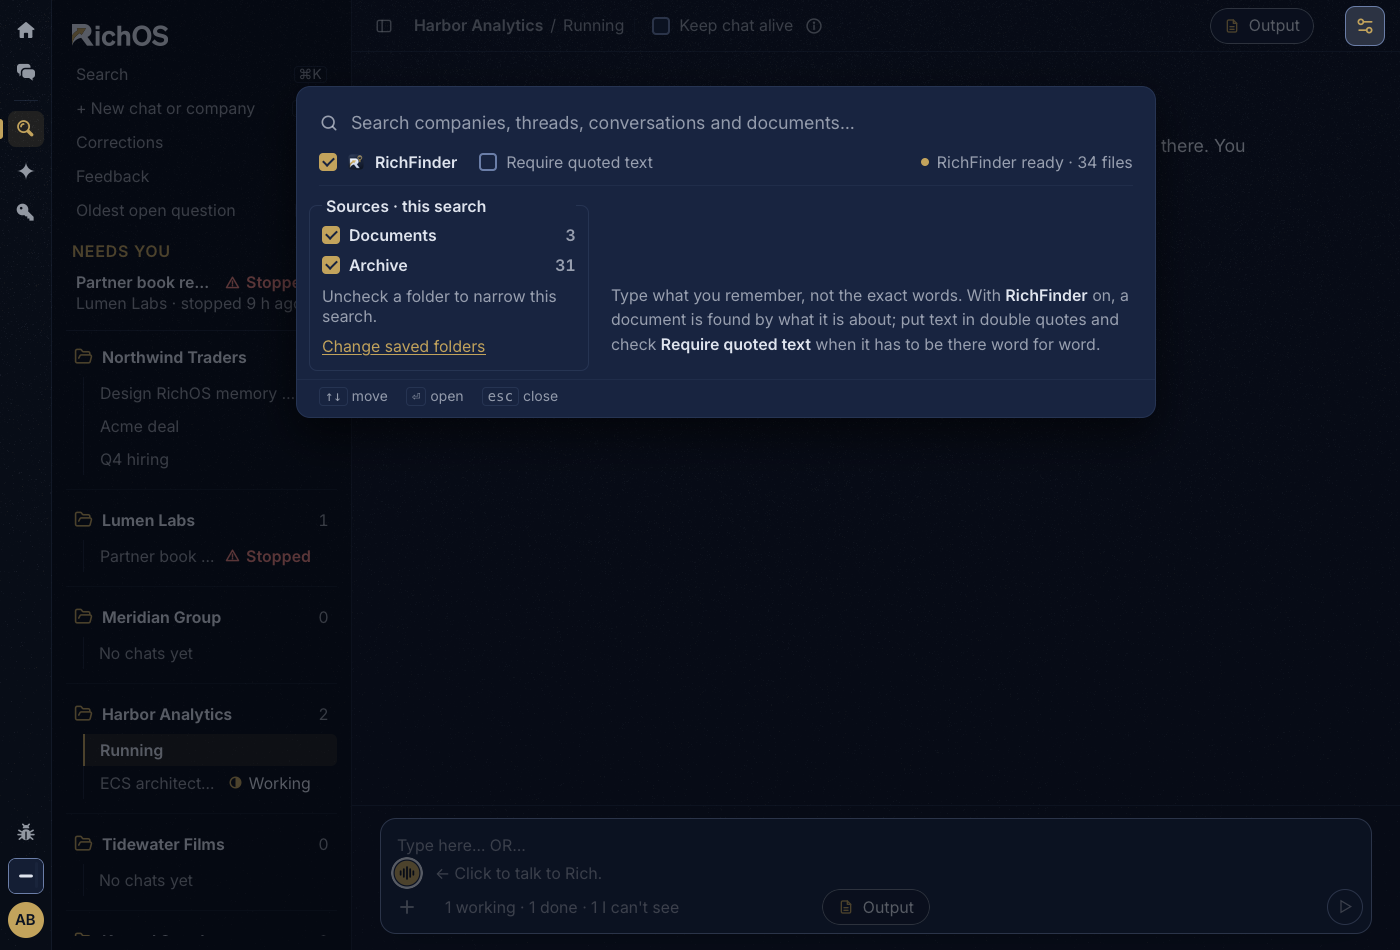 RichOS
Search ⌘K
+ New chat or company
Corrections
Feedback
Oldest open question
NEEDS YOU
Partner book re... Stoppe
Lumen Labs · stopped 9 h ago
Northwind Traders
Design RichOS memory ...
Acme deal
Q4 hiring
Lumen Labs 1
Partner book ... Stopped
Meridian Group 0
No chats yet
Harbor Analytics 2
Running
ECS architect... Working
Tidewater Films 0
No chats yet
AB
Harbor Analytics / Running Keep chat alive Output
there. You
Search companies, threads, conversations and documents...
RichFinder Require quoted text RichFinder ready · 34 files
Sources · this search
Documents 3
Archive 31
Uncheck a folder to narrow this
search.
Change saved folders
Type what you remember, not the exact words. With RichFinder on, a
document is found by what it is about; put text in double quotes and
check Require quoted text when it has to be there word for word.
↑↓ move ⏎ open esc close
Type here... OR...
← Click to talk to Rich.
1 working · 1 done · 1 I can't see Output